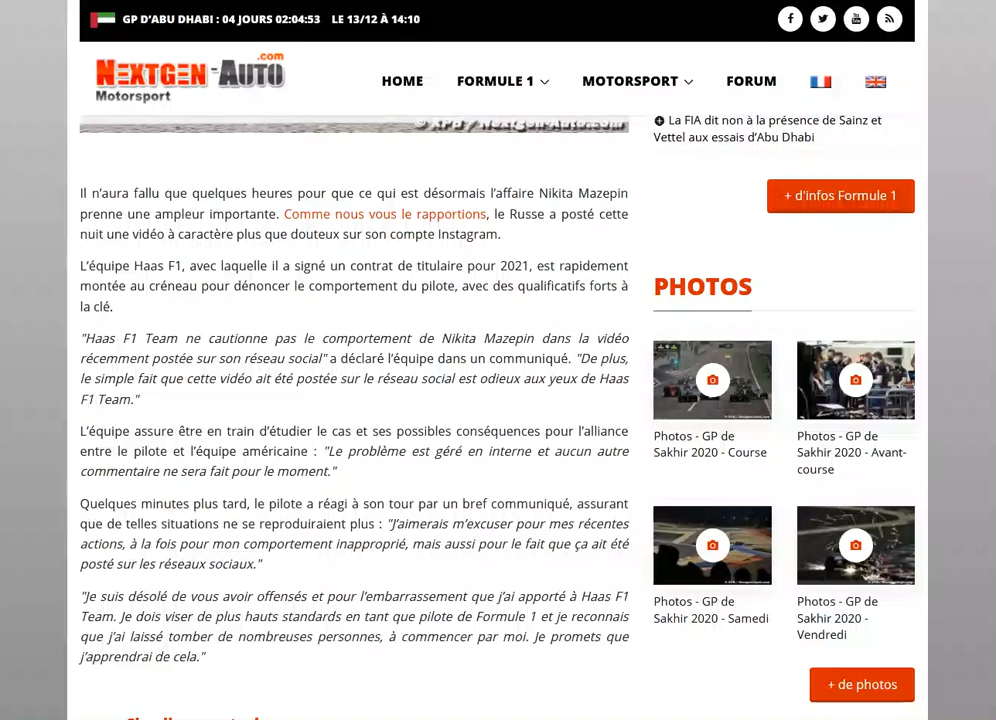 GP D’ABU DHABI : 04 JOURS 02:04:53 LE 13/12 À 14:10
NEXTGEN-AUTO.com
Motorsport
HOME FORMULE 1 MOTORSPORT FORUM
© XPB / Nextgen-Auto.com
La FIA dit non à la présence de Sainz et
Vettel aux essais d’Abu Dhabi
+ d'infos Formule 1
Il n’aura fallu que quelques heures pour que ce qui est désormais l’affaire Nikita Mazepin
prenne une ampleur importante. Comme nous vous le rapportions, le Russe a posté cette
nuit une vidéo à caractère plus que douteux sur son compte Instagram.
L’équipe Haas F1, avec laquelle il a signé un contrat de titulaire pour 2021, est rapidement
montée au créneau pour dénoncer le comportement du pilote, avec des qualificatifs forts à
la clé.
"Haas F1 Team ne cautionne pas le comportement de Nikita Mazepin dans la vidéo
récemment postée sur son réseau social" a déclaré l’équipe dans un communiqué. "De plus,
le simple fait que cette vidéo ait été postée sur le réseau social est odieux aux yeux de Haas
F1 Team."
L’équipe assure être en train d’étudier le cas et ses possibles conséquences pour l’alliance
entre le pilote et l’équipe américaine : "Le problème est géré en interne et aucun autre
commentaire ne sera fait pour le moment."
Quelques minutes plus tard, le pilote a réagi à son tour par un bref communiqué, assurant
que de telles situations ne se reproduiraient plus : "J’aimerais m’excuser pour mes récentes
actions, à la fois pour mon comportement inapproprié, mais aussi pour le fait que ça ait été
posté sur les réseaux sociaux."
"Je suis désolé de vous avoir offensés et pour l’embarrassement que j’ai apporté à Haas F1
Team. Je dois viser de plus hauts standards en tant que pilote de Formule 1 et je reconnais
que j’ai laissé tomber de nombreuses personnes, à commencer par moi. Je promets que
j’apprendrai de cela."
PHOTOS
Photos - GP de
Sakhir 2020 - Course
Photos - GP de
Sakhir 2020 - Avant-
course
Photos - GP de
Sakhir 2020 - Samedi
Photos - GP de
Sakhir 2020 -
Vendredi
+ de photos